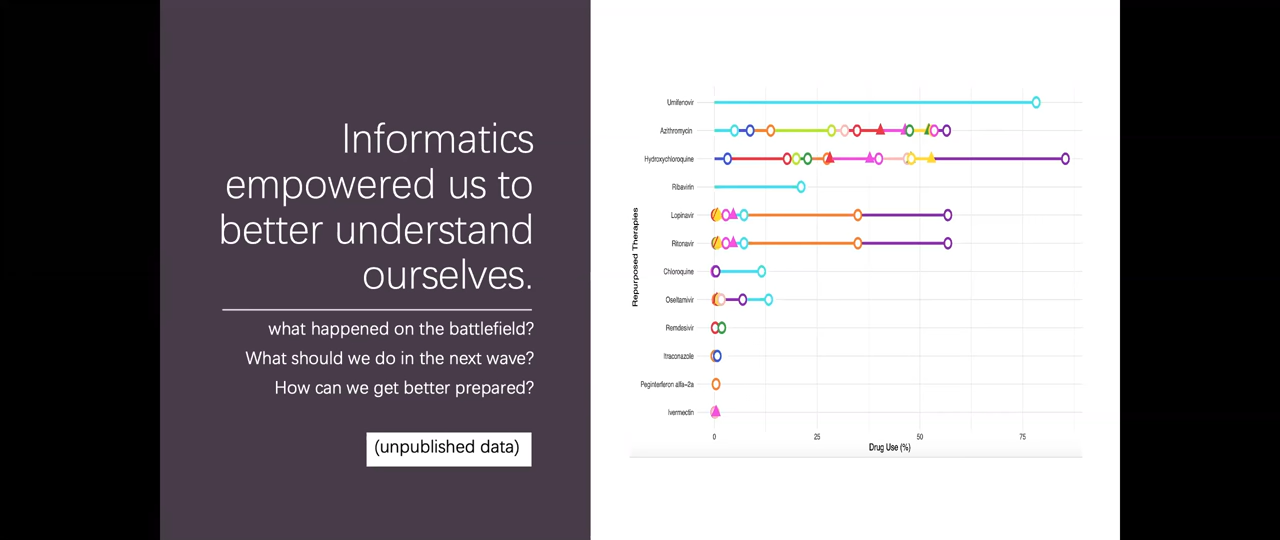 Informatics
empowered us to
better understand
ourselves.
what happened on the battlefield?
What should we do in the next wave?
How can we get better prepared?
(unpublished data)
Repurposed Therapies
Umifenovir
Azithromycin
Hydroxychloroquine
Ribavirin
Lopinavir
Ritonavir
Chloroquine
Oseltamivir
Remdesivir
Itraconazole
Peginterferon alfa-2a
Ivermectin
0 25 50 75
Drug Use (%)